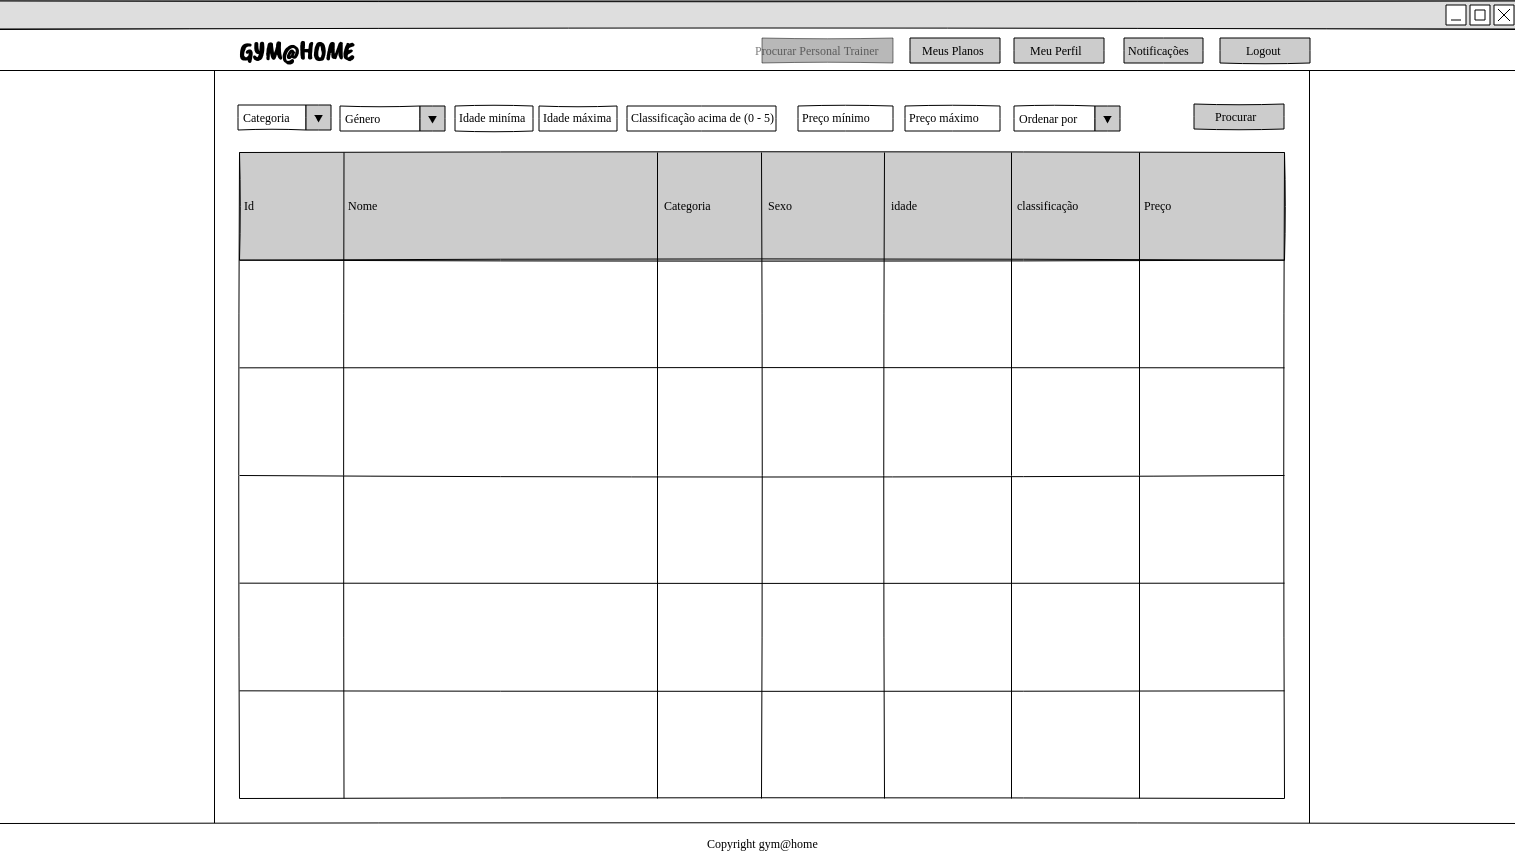 GYM@HOME
Procurar Personal Trainer
Meus Planos
Meu Perfil
Notificações
Logout
Categoria
Género
Idade miníma
Idade máxima
Classificação acima de (0 - 5)
Preço mínimo
Preço máximo
Ordenar por
Procurar
Id
Nome
Categoria
Sexo
idade
classificação
Preço
Copyright gym@home